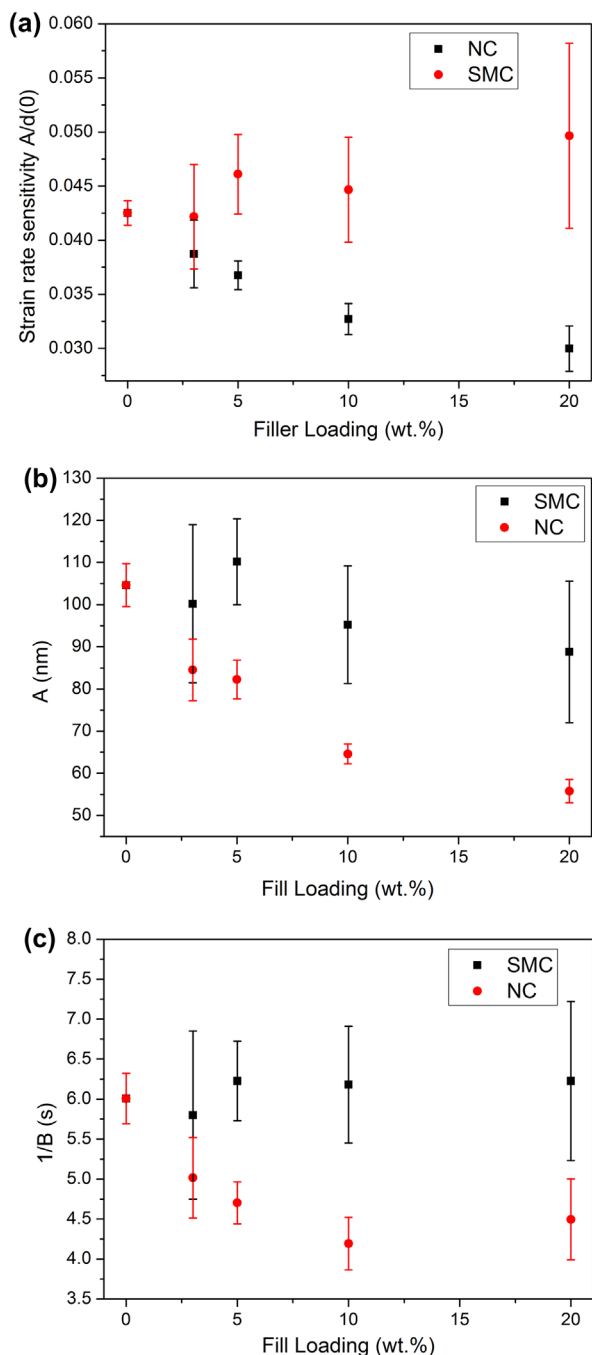 (a)
0.060
0.055
0.050
0.045
0.040
0.035
0.030
Strain rate sensitivity A/d(0)
NC
SMC
0 5 10 15 20
Filler Loading (wt.%)
(b)
130
120
110
100
90
80
70
60
50
A (nm)
SMC
NC
0 5 10 15 20
Fill Loading (wt.%)
(c)
8.0
7.5
7.0
6.5
6.0
5.5
5.0
4.5
4.0
3.5
1/B (s)
SMC
NC
0 5 10 15 20
Fill Loading (wt.%)